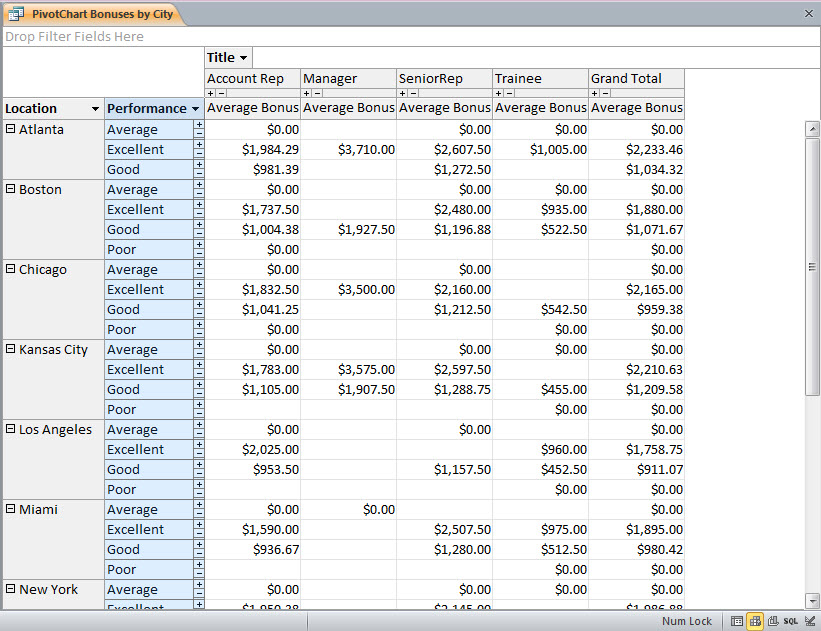 PivotChart Bonuses by City
Drop Filter Fields Here
Title
Account Rep Manager SeniorRep Trainee Grand Total
Location Performance Average Bonus Average Bonus Average Bonus Average Bonus Average Bonus
Atlanta Average $0.00 $0.00 $0.00 $0.00
Excellent $1,984.29 $3,710.00 $2,607.50 $1,005.00 $2,233.46
Good $981.39 $1,272.50 $1,034.32
Boston Average $0.00 $0.00 $0.00 $0.00
Excellent $1,737.50 $2,480.00 $935.00 $1,880.00
Good $1,004.38 $1,927.50 $1,196.88 $522.50 $1,071.67
Poor $0.00 $0.00
Chicago Average $0.00 $0.00 $0.00
Excellent $1,832.50 $3,500.00 $2,160.00 $2,165.00
Good $1,041.25 $1,212.50 $542.50 $959.38
Poor $0.00 $0.00 $0.00
Kansas City Average $0.00 $0.00 $0.00 $0.00
Excellent $1,783.00 $3,575.00 $2,597.50 $2,210.63
Good $1,105.00 $1,907.50 $1,288.75 $455.00 $1,209.58
Poor $0.00 $0.00
Los Angeles Average $0.00 $0.00 $0.00
Excellent $2,025.00 $960.00 $1,758.75
Good $953.50 $1,157.50 $452.50 $911.07
Poor $0.00 $0.00
Miami Average $0.00 $0.00 $0.00
Excellent $1,590.00 $2,507.50 $975.00 $1,895.00
Good $936.67 $1,280.00 $512.50 $980.42
Poor $0.00 $0.00
New York Average $0.00 $0.00 $0.00 $0.00
Excellent
Num Lock SQL